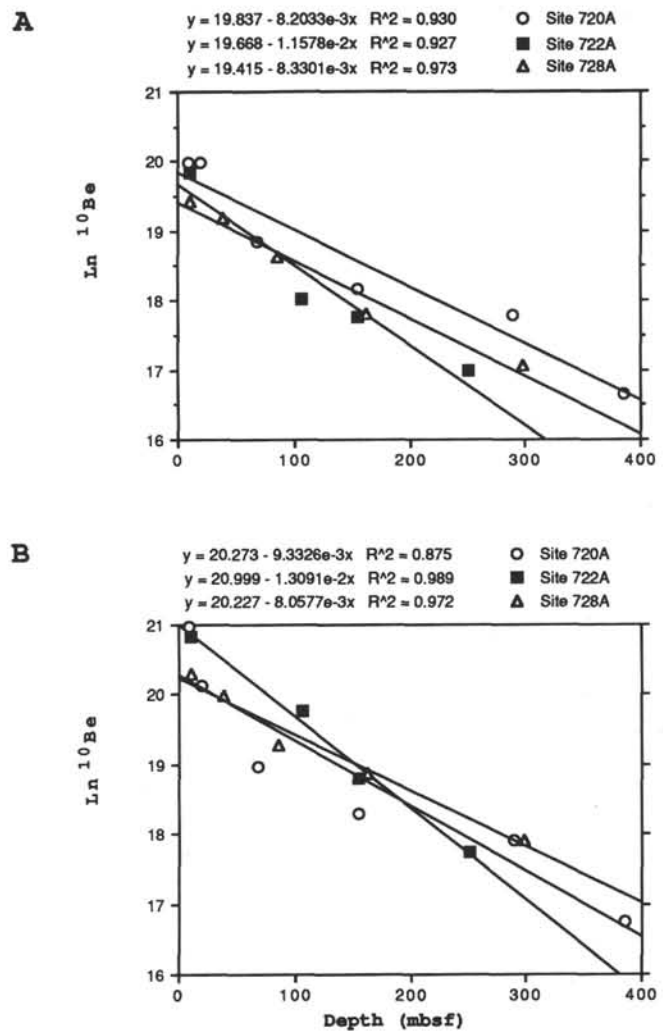 A
y = 19.837 - 8.2033e-3x R^2 = 0.930 Site 720A
y = 19.668 - 1.1578e-2x R^2 = 0.927 Site 722A
y = 19.415 - 8.3301e-3x R^2 = 0.973 Site 728A
21
20
19
18
17
16
Ln ¹⁰Be
0 100 200 300 400
B
y = 20.273 - 9.3326e-3x R^2 = 0.875 Site 720A
y = 20.999 - 1.3091e-2x R^2 = 0.989 Site 722A
y = 20.227 - 8.0577e-3x R^2 = 0.972 Site 728A
21
20
19
18
17
16
Ln ¹⁰Be
0 100 200 300 400
Depth (mbsf)